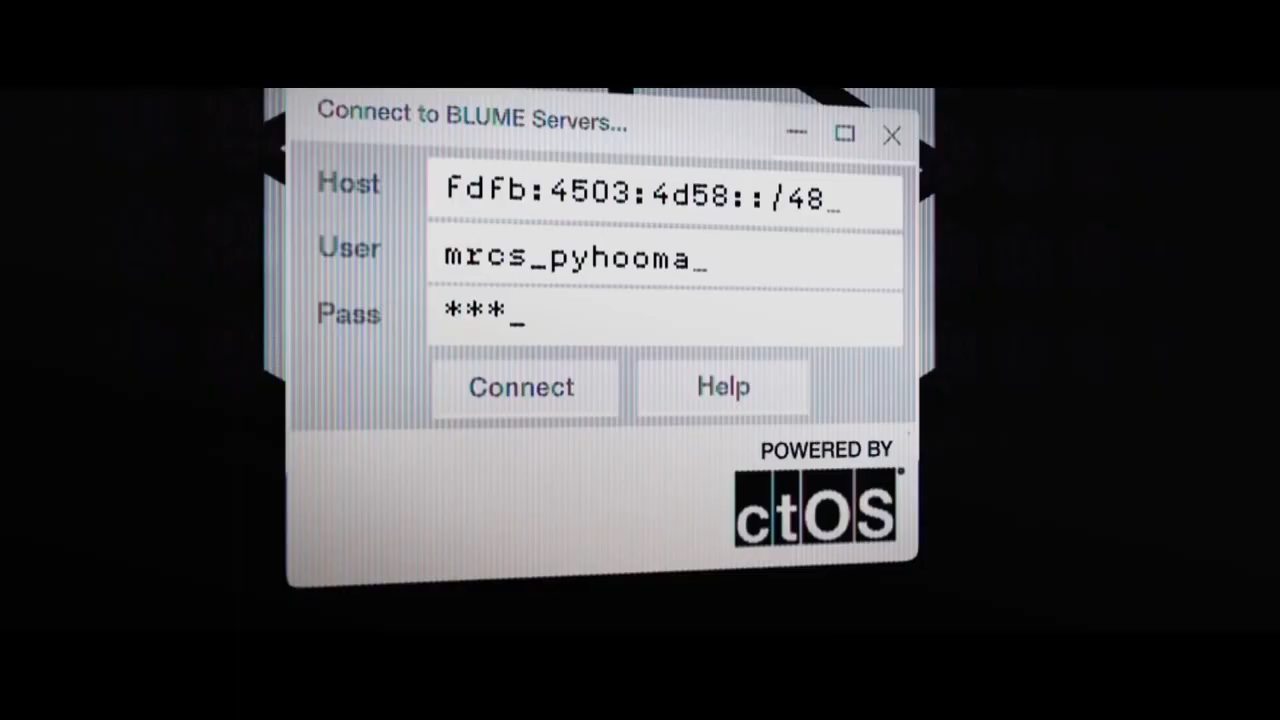 Connect to BLUME Servers...
Host
fdfb:4503:4d58::/48_
User
mrcs_pyhooma_
Pass
***_
Connect
Help
POWERED BY
ctOS